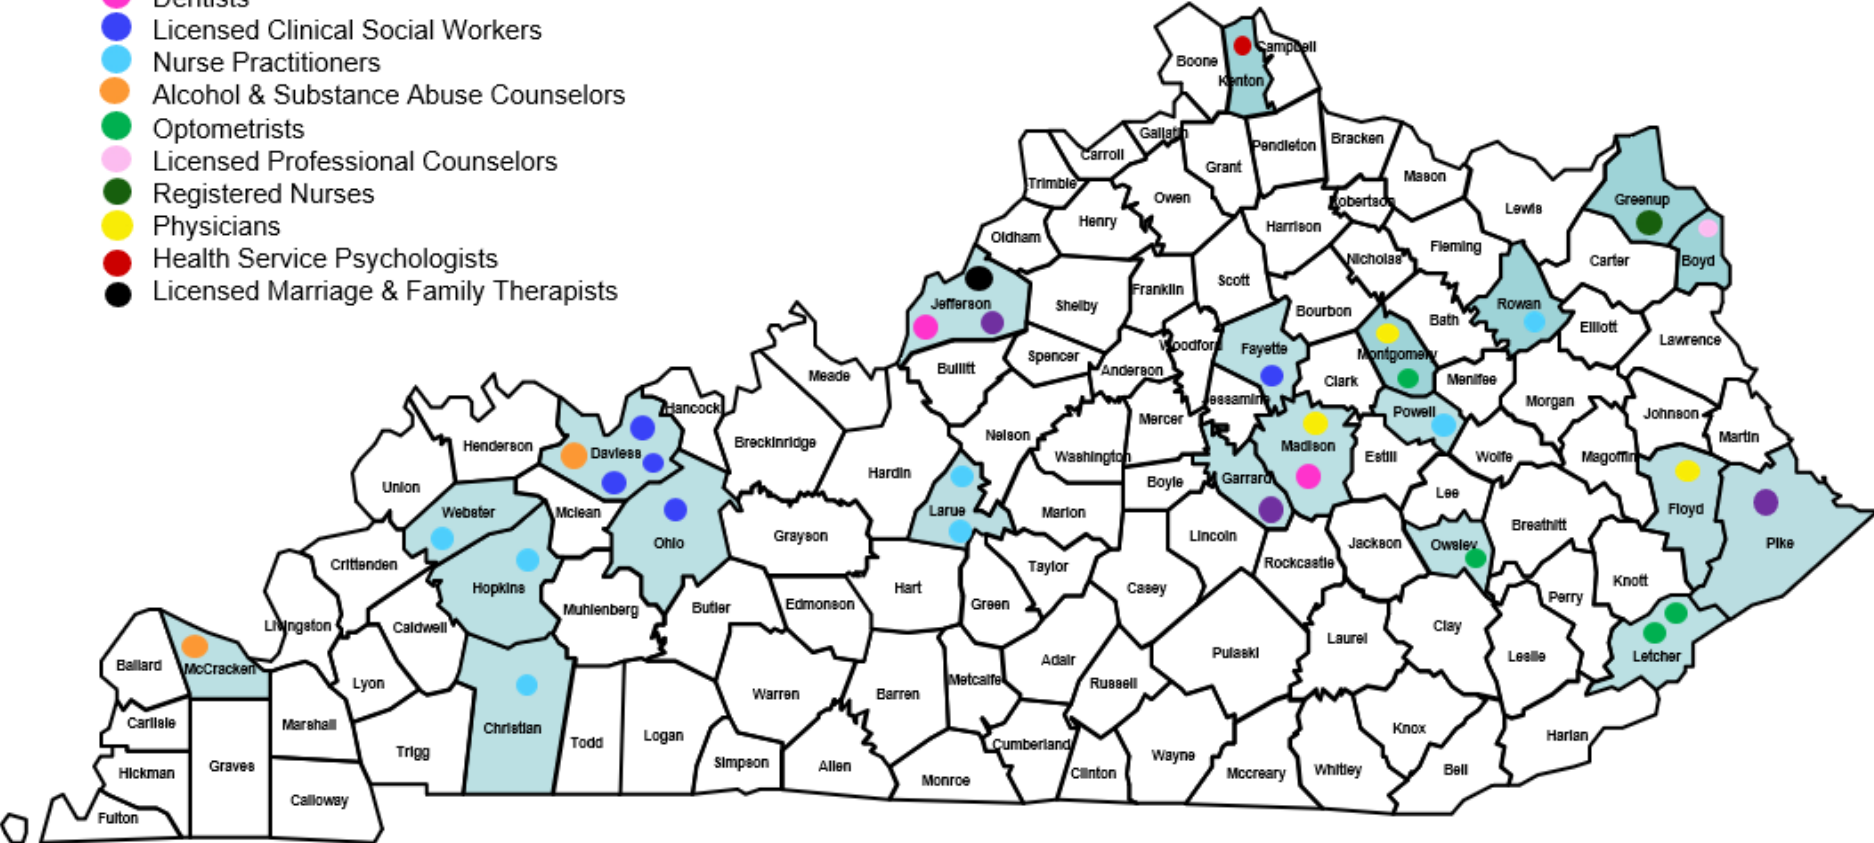 Dentists
Licensed Clinical Social Workers
Nurse Practitioners
Alcohol & Substance Abuse Counselors
Optometrists
Licensed Professional Counselors
Registered Nurses
Physicians
Health Service Psychologists
Licensed Marriage & Family Therapists
Boone
Campbell
Kenton
Gallatin
Carroll
Grant
Pendleton
Bracken
Trimble
Owen
Mason
Robertson
Lewis
Greenup
Henry
Oldham
Harrison
Fleming
Nicholas
Carter
Boyd
Jefferson
Shelby
Franklin
Scott
Bourbon
Bath
Rowan
Elliott
Lawrence
Woodford
Fayette
Montgomery
Bullitt
Spencer
Anderson
Clark
Menifee
Morgan
Meade
Jessamine
Powell
Johnson
Martin
Hancock
Henderson
Daviess
Breckinridge
Nelson
Mercer
Madison
Estill
Wolfe
Magoffin
Washington
Union
Hardin
Boyle
Garrard
Lee
Webster
Mclean
Larue
Marion
Floyd
Pike
Breathitt
Ohio
Grayson
Lincoln
Rockcastle
Jackson
Owsley
Crittenden
Hopkins
Muhlenberg
Butler
Edmonson
Hart
Green
Taylor
Casey
Perry
Knott
Livingston
Caldwell
Laurel
Clay
Leslie
Letcher
Ballard
McCracken
Lyon
Warren
Barren
Metcalfe
Adair
Russell
Pulaski
Carlisle
Marshall
Trigg
Christian
Todd
Logan
Simpson
Allen
Monroe
Cumberland
Clinton
Wayne
Mccreary
Whitley
Knox
Bell
Harlan
Hickman
Graves
Calloway
Fulton